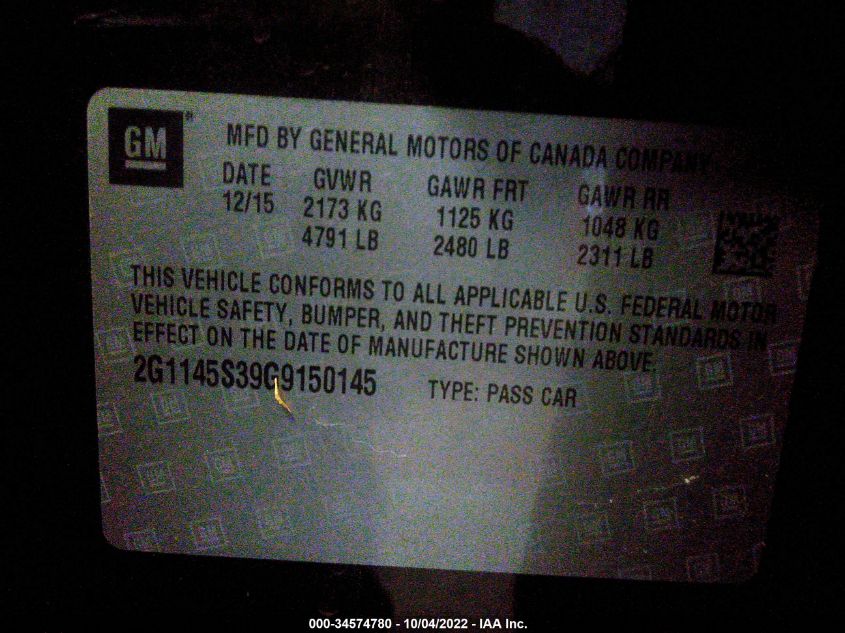 GM ®
MFD BY GENERAL MOTORS OF CANADA COMPANY
DATE GVWR GAWR FRT GAWR RR
12/15 2173 KG 1125 KG 1048 KG
4791 LB 2480 LB 2311 LB
THIS VEHICLE CONFORMS TO ALL APPLICABLE U.S. FEDERAL MOTOR
VEHICLE SAFETY, BUMPER, AND THEFT PREVENTION STANDARDS IN
EFFECT ON THE DATE OF MANUFACTURE SHOWN ABOVE.
2G1145S39G9150145 TYPE: PASS CAR
000-34574780 - 10/04/2022 - IAA Inc.